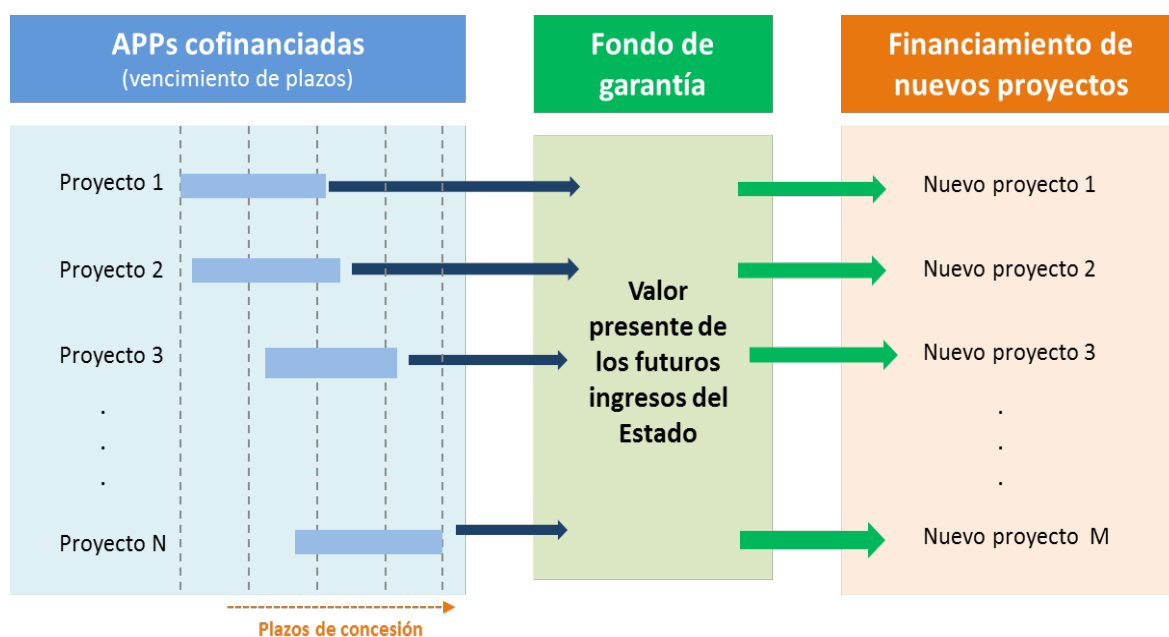 APPs cofinanciadas
(vencimiento de plazos)
Fondo de
garantía
Financiamiento de
nuevos proyectos
Proyecto 1
Proyecto 2
Proyecto 3
.
.
.
Proyecto N
Plazos de concesión
Valor
presente de
los futuros
ingresos del
Estado
Nuevo proyecto 1
Nuevo proyecto 2
Nuevo proyecto 3
.
.
.
Nuevo proyecto M